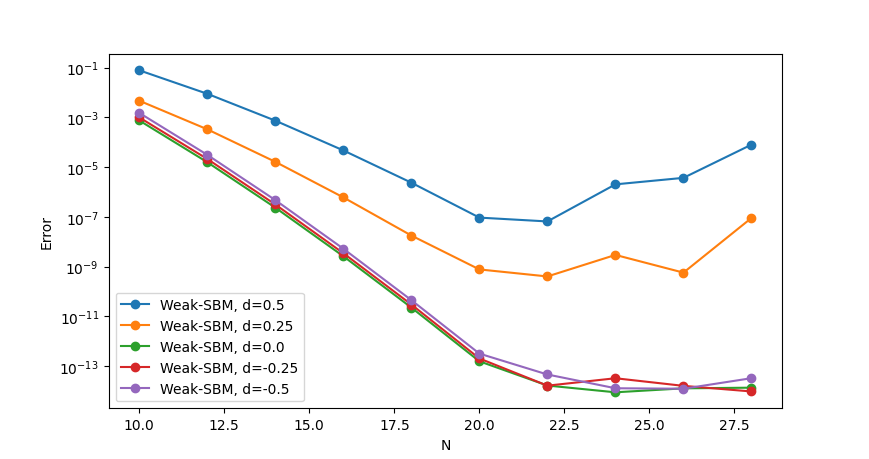 10⁻¹
10⁻³
10⁻⁵
10⁻⁷
10⁻⁹
10⁻¹¹
10⁻¹³
Error
Weak-SBM, d=0.5
Weak-SBM, d=0.25
Weak-SBM, d=0.0
Weak-SBM, d=-0.25
Weak-SBM, d=-0.5
10.0 12.5 15.0 17.5 20.0 22.5 25.0 27.5
N